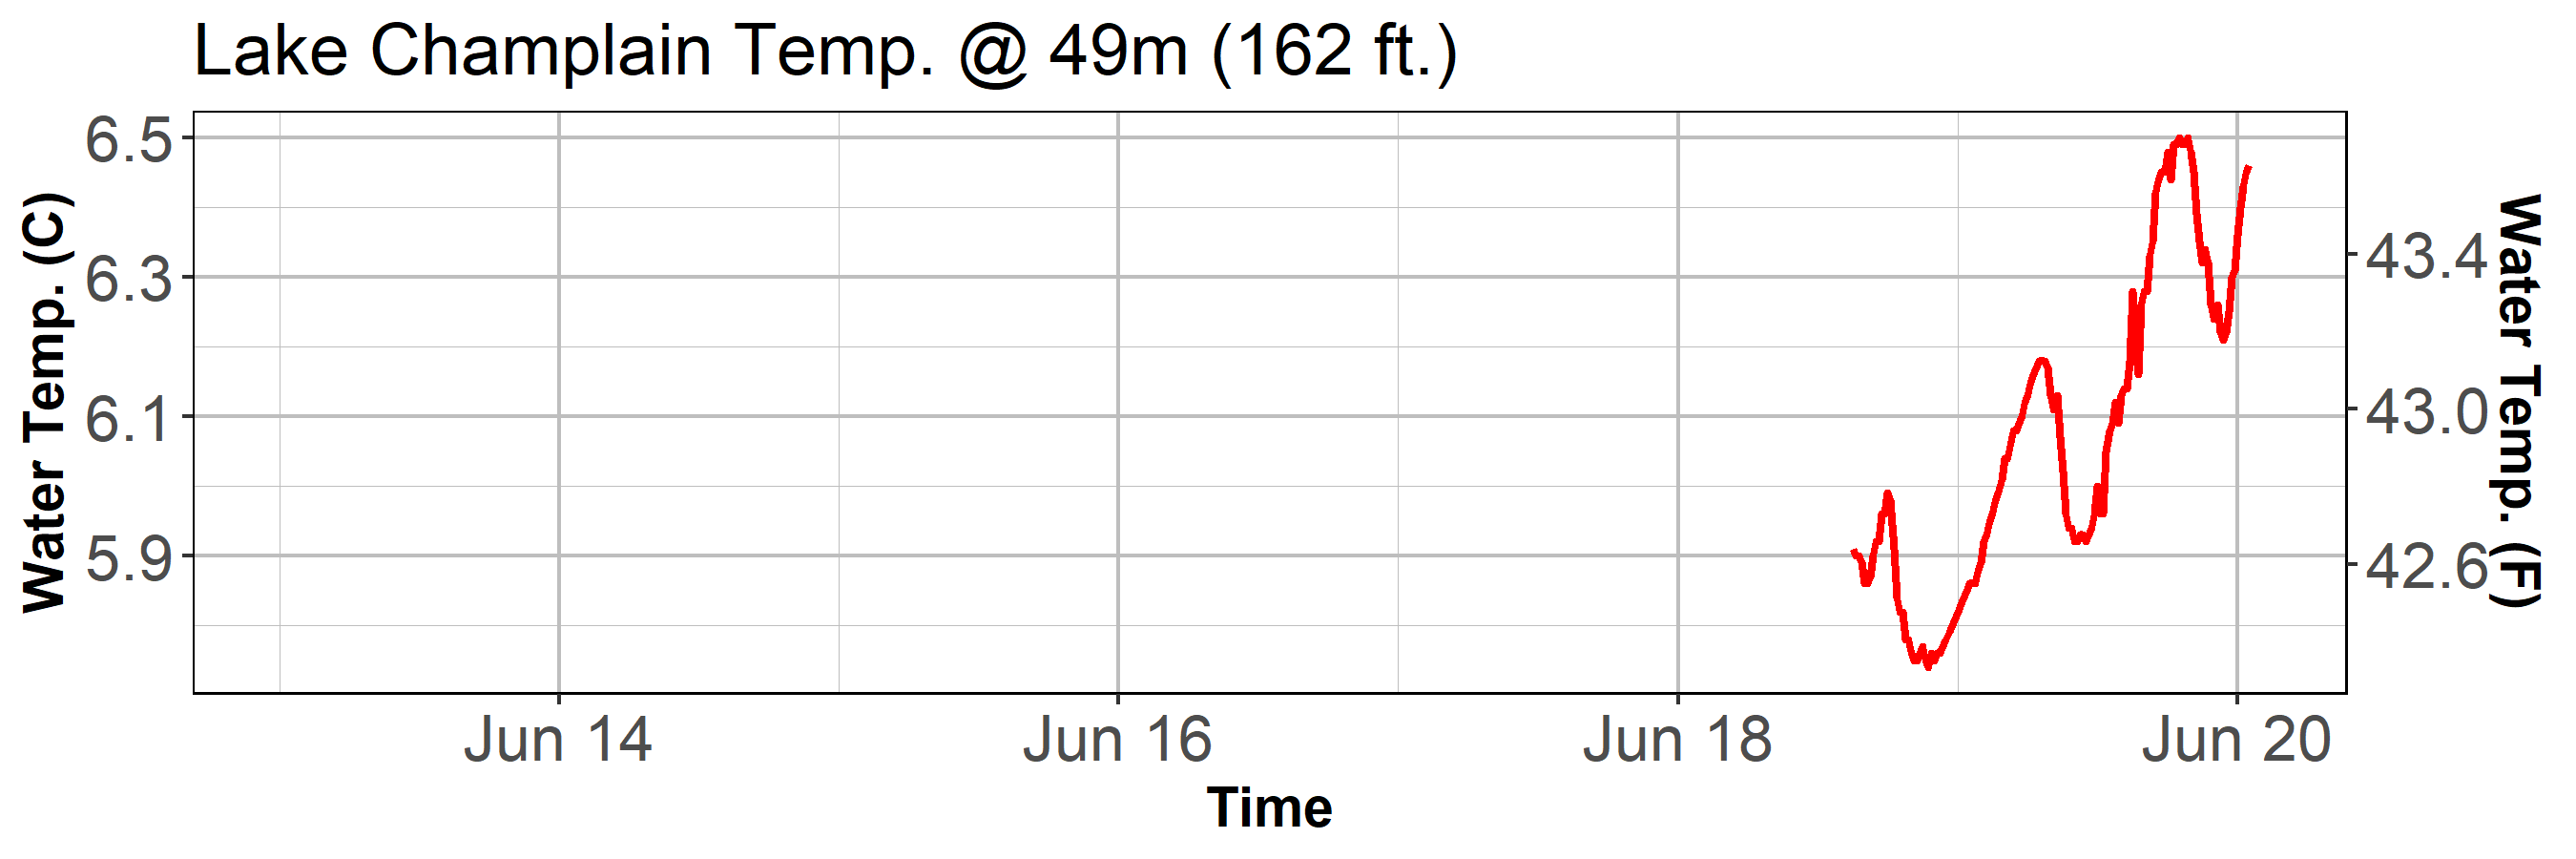 Lake Champlain Temp. @ 49m (162 ft.)
Water Temp. (C)
6.5
6.3
6.1
5.9
43.4
43.0
42.6
Water Temp. (F)
Jun 14
Jun 16
Jun 18
Jun 20
Time